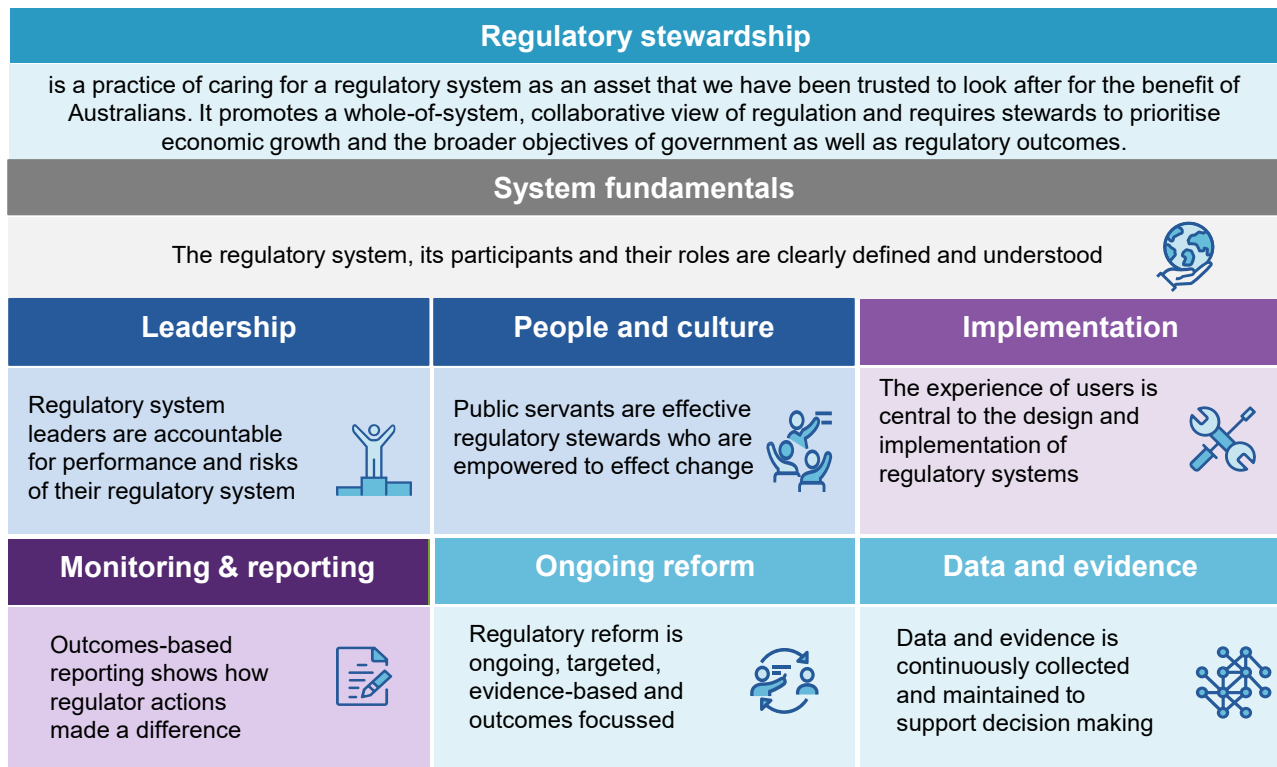 Regulatory stewardship
is a practice of caring for a regulatory system as an asset that we have been trusted to look after for the benefit of
Australians. It promotes a whole-of-system, collaborative view of regulation and requires stewards to prioritise
economic growth and the broader objectives of government as well as regulatory outcomes.
System fundamentals
The regulatory system, its participants and their roles are clearly defined and understood
Leadership
Regulatory system
leaders are accountable
for performance and risks
of their regulatory system
People and culture
Public servants are effective
regulatory stewards who are
empowered to effect change
Implementation
The experience of users is
central to the design and
implementation of
regulatory systems
Monitoring & reporting
Outcomes-based
reporting shows how
regulator actions
made a difference
Ongoing reform
Regulatory reform is
ongoing, targeted,
evidence-based and
outcomes focussed
Data and evidence
Data and evidence is
continuously collected
and maintained to
support decision making